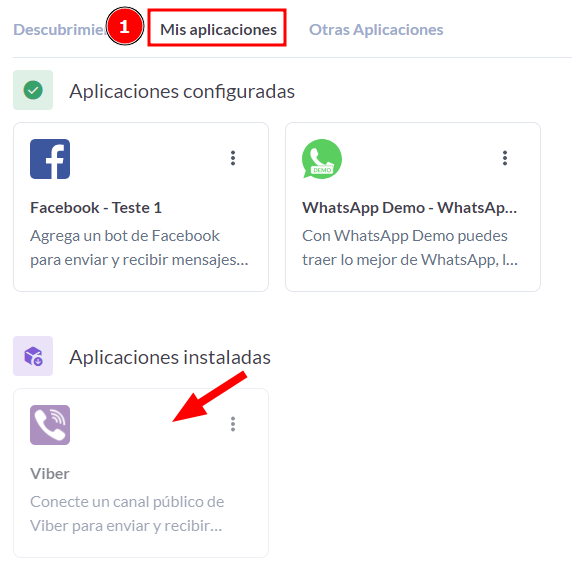 Descubrimie
1
Mis aplicaciones
Otras Aplicaciones
Aplicaciones configuradas
Facebook - Teste 1
Agrega un bot de Facebook
para enviar y recibir mensajes...
DEMO
WhatsApp Demo - WhatsAp...
Con WhatsApp Demo puedes
traer lo mejor de WhatsApp, l...
Aplicaciones instaladas
Viber
Conecte un canal público de
Viber para enviar y recibir...